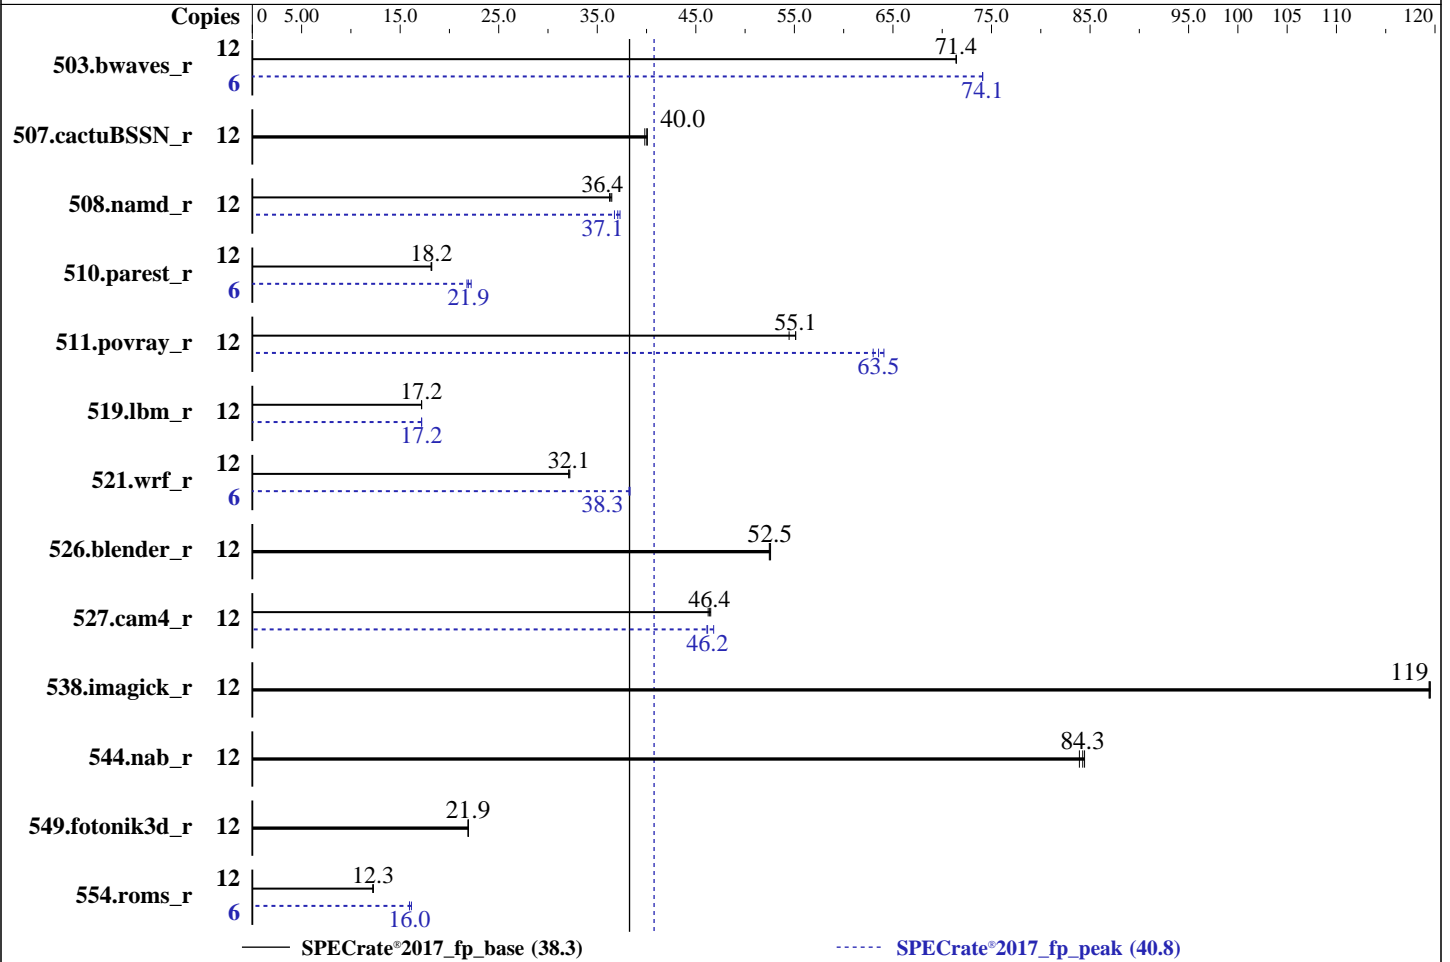 Copies 0 5.00 15.0 25.0 35.0 45.0 55.0 65.0 75.0 85.0 95.0 100 105 110 120
503.bwaves_r 12 71.4
6 74.1
507.cactuBSSN_r 12 40.0
508.namd_r 12 36.4
37.1
510.parest_r 12 18.2
6 21.9
511.povray_r 12 55.1
63.5
519.lbm_r 12 17.2
17.2
521.wrf_r 12 32.1
6 38.3
526.blender_r 12 52.5
527.cam4_r 12 46.4
46.2
538.imagick_r 12 119
544.nab_r 12 84.3
549.fotonik3d_r 12 21.9
554.roms_r 12 12.3
6 16.0
SPECrate®2017_fp_base (38.3) SPECrate®2017_fp_peak (40.8)